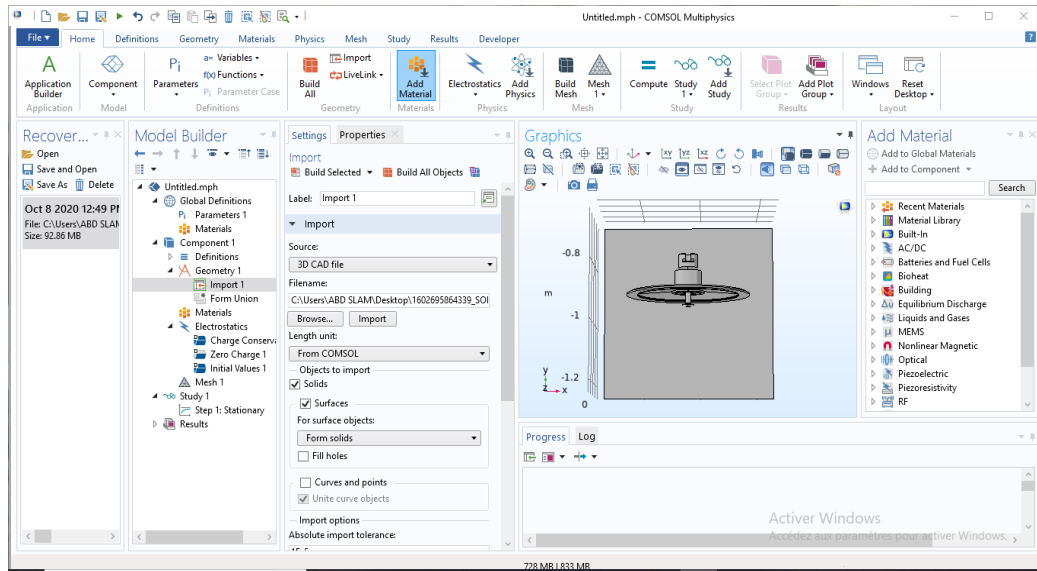 Untitled.mph - COMSOL Multiphysics
File Home Definitions Geometry Materials Physics Mesh Study Results Developer
Application Builder
Component
Parameters
a= Variables
f(x) Functions
Pi Parameter Case
Build All
Import
LiveLink
Add Material
Electrostatics
Add Physics
Build Mesh
Mesh 1
Compute
Study 1
Add Study
Select Plot Group
Add Plot Group
Windows
Reset Desktop
Application Model Definitions Geometry Materials Physics Mesh Study Results Layout
Recover...
Open
Save and Open
Save As Delete
Oct 8 2020 12:49 PM
File: C:\Users\ABD SLAM
Size: 92.86 MB
Model Builder
Untitled.mph
Global Definitions
Pi Parameters 1
Materials
Component 1
Definitions
Geometry 1
Import 1
Form Union
Materials
Electrostatics
Charge Conserva
Zero Charge 1
Initial Values 1
Mesh 1
Study 1
Step 1: Stationary
Results
Settings Properties
Import
Build Selected Build All Objects
Label: Import 1
Import
Source:
3D CAD file
Filename:
C:\Users\ABD SLAM\Desktop\1602695864339_SOI
Browse... Import
Length unit:
From COMSOL
Objects to import
Solids
Surfaces
For surface objects:
Form solids
Fill holes
Curves and points
Unite curve objects
Import options
Absolute import tolerance:
Graphics
xy yz xz
-0.8
m
-1
-1.2
0
y
z x
Progress Log
Add Material
Add to Global Materials
Add to Component
Search
Recent Materials
Material Library
Built-In
AC/DC
Batteries and Fuel Cells
Bioheat
Building
Equilibrium Discharge
Liquids and Gases
MEMS
Nonlinear Magnetic
Optical
Piezoelectric
Piezoresistivity
RF
Activer Windows
Accédez aux paramètres pour activer Windows.
728 MB | 833 MB